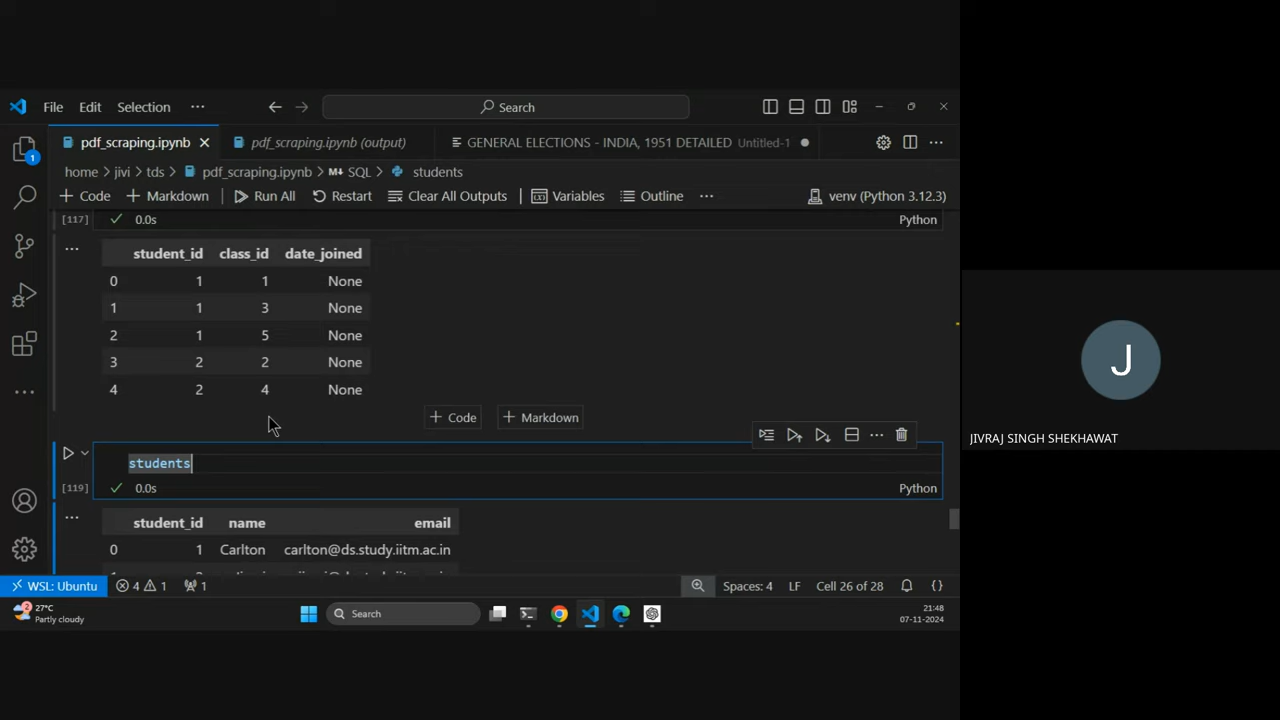 File Edit Selection ··· Search
pdf_scraping.ipynb pdf_scraping.ipynb (output) GENERAL ELECTIONS - INDIA, 1951 DETAILED Untitled-1
home > jivi > tds > pdf_scraping.ipynb > SQL > students
+ Code + Markdown Run All Restart Clear All Outputs Variables Outline ··· venv (Python 3.12.3)
[117] 0.0s Python
student_id class_id date_joined
0 1 1 None
1 1 3 None
2 1 5 None
3 2 2 None
4 2 4 None
+ Code + Markdown
students
[119] 0.0s Python
student_id name email
0 1 Carlton carlton@ds.study.iitm.ac.in
WSL: Ubuntu 4 1 1 Spaces: 4 LF Cell 26 of 28 {}
27°C
Partly cloudy
Search
21:48
07-11-2024
J
JIVRAJ SINGH SHEKHAWAT